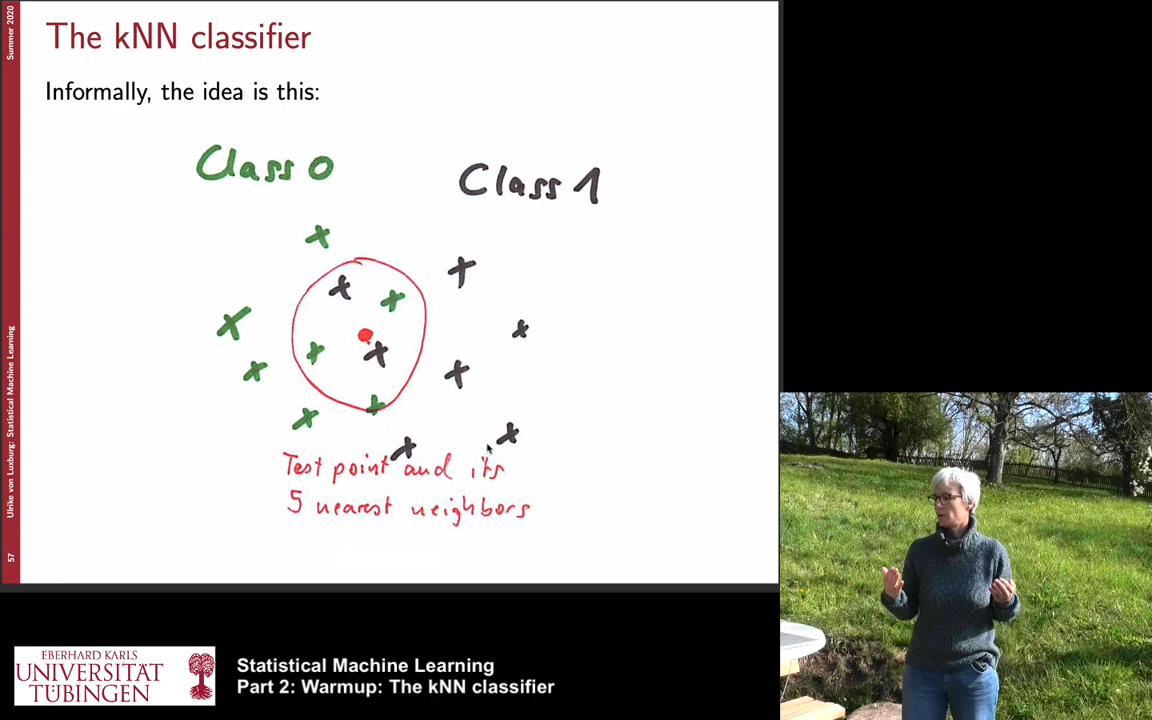 Summer 2020
The kNN classifier
Informally, the idea is this:
Class 0
Class 1
Test point and its
5 nearest neighbors
Ulrike von Luxburg: Statistical Machine Learning
57
EBERHARD KARLS
UNIVERSITÄT
TÜBINGEN
Statistical Machine Learning
Part 2: Warmup: The kNN classifier